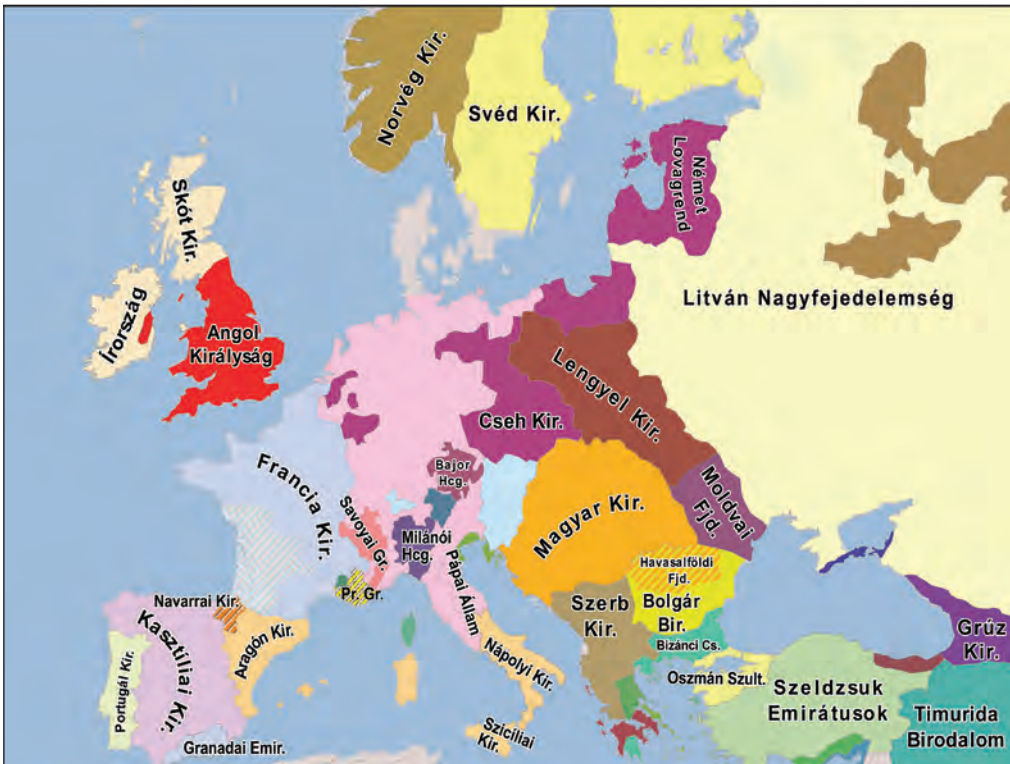 Norvég Kir.
Svéd Kir.
Német
Lovagrend
Skót Kir.
Írország
Angol
Királyság
Litván Nagyfejedelemség
Lengyel Kir.
Cseh Kir.
Francia Kir.
Bajor
Hcg.
Savoyai Gr.
Milánói
Hcg.
Magyar Kir.
Moldvai
Fjd.
Pápai Állam
Pr. Gr.
Havasalföldi
Fjd.
Navarrai Kir.
Szerb
Kir.
Bolgár
Bir.
Aragón Kir.
Kasztíliai Kir.
Portugál Kir.
Nápolyi Kir.
Bizánci Cs.
Grúz
Kir.
Oszmán Szult.
Szeldzsuk
Emirátusok
Timurida
Birodalom
Szicíliai
Kir.
Granadai Emir.